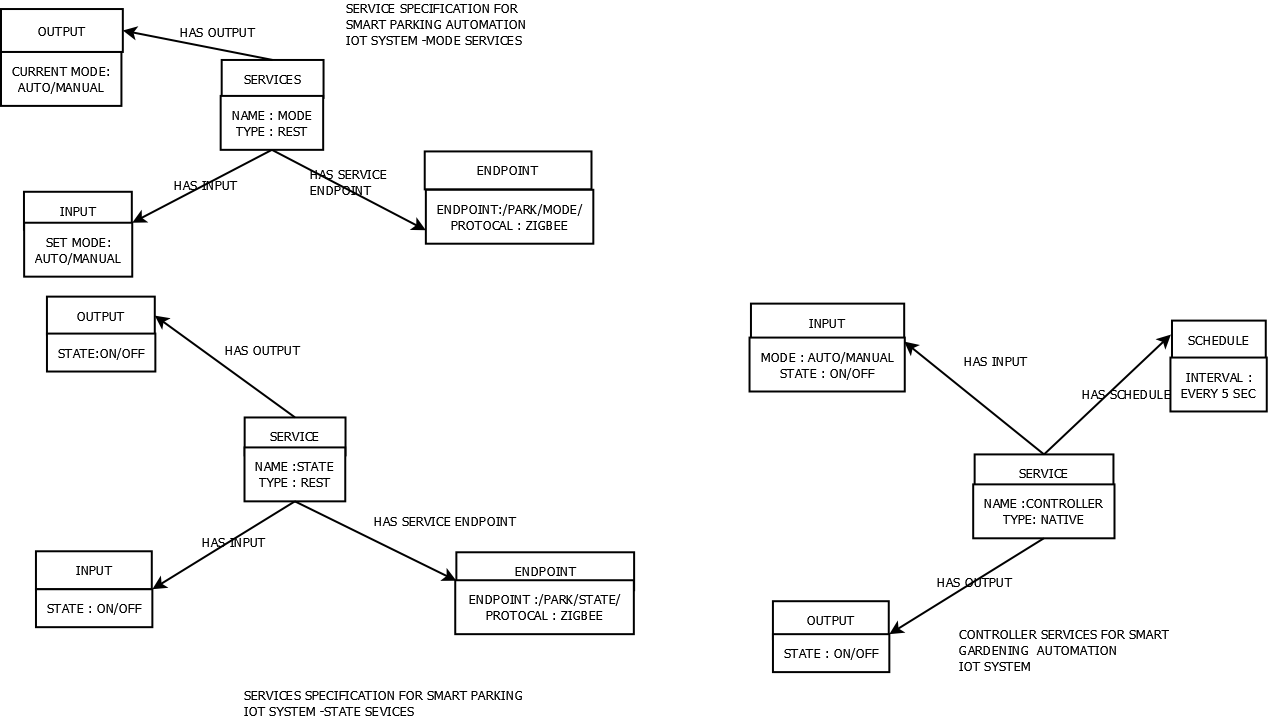 SERVICE SPECIFICATION FOR
SMART PARKING AUTOMATION
IOT SYSTEM -MODE SERVICES
OUTPUT
CURRENT MODE:
AUTO/MANUAL
HAS OUTPUT
SERVICES
NAME : MODE
TYPE : REST
HAS INPUT
HAS SERVICE
ENDPOINT
INPUT
SET MODE:
AUTO/MANUAL
ENDPOINT
ENDPOINT:/PARK/MODE/
PROTOCAL : ZIGBEE
OUTPUT
STATE:ON/OFF
HAS OUTPUT
SERVICE
NAME :STATE
TYPE : REST
HAS INPUT
HAS SERVICE ENDPOINT
INPUT
STATE : ON/OFF
ENDPOINT
ENDPOINT :/PARK/STATE/
PROTOCAL : ZIGBEE
SERVICES SPECIFICATION FOR SMART PARKING
IOT SYSTEM -STATE SEVICES
INPUT
MODE : AUTO/MANUAL
STATE : ON/OFF
HAS INPUT
SCHEDULE
INTERVAL :
EVERY 5 SEC
HAS SCHEDULE
SERVICE
NAME :CONTROLLER
TYPE: NATIVE
HAS OUTPUT
OUTPUT
STATE : ON/OFF
CONTROLLER SERVICES FOR SMART
GARDENING AUTOMATION
IOT SYSTEM